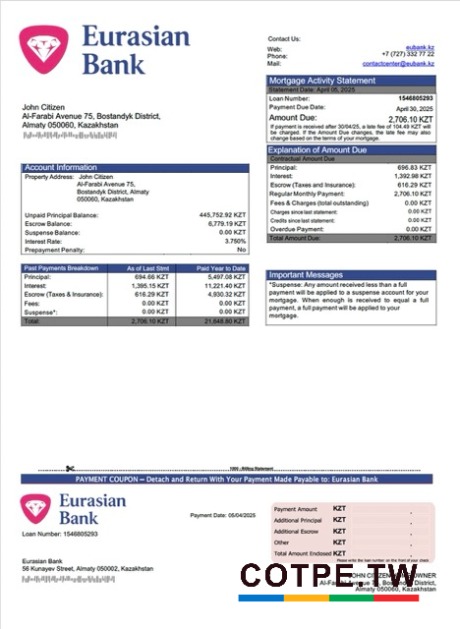 Eurasian
Bank
Contact Us:
Web: eubank.kz
Phone: +7 (727) 332 77 22
Mail: contactcenter@eubank.kz
John Citizen
Al-Farabi Avenue 75, Bostandyk District,
Almaty 050060, Kazakhstan
Mortgage Activity Statement
Statement Date: April 05, 2025
Loan Number: 1546805293
Payment Due Date: April 30, 2025
Amount Due: 2,706.10 KZT
If payment is received after 30/04/25, a late fee of 104.49 KZT will
be charged. If the Amount Due changes, the late fee may also
change based on the terms of your mortgage.
Explanation of Amount Due
Contractual Amount Due
Principal: 696.83 KZT
Interest: 1,392.98 KZT
Escrow (Taxes and Insurance): 616.29 KZT
Regular Monthly Payment: 2,706.10 KZT
Fees & Charges (total outstanding) 0.00 KZT
Charges since last statement: 0.00 KZT
Credits since last statement: 0.00 KZT
Overdue Payment: 0.00 KZT
Total Amount Due: 2,706.10 KZT
Account Information
Property Address: John Citizen
Al-Farabi Avenue 75,
Bostandyk District, Almaty
050060, Kazakhstan
Unpaid Principal Balance: 445,752.92 KZT
Escrow Balance: 6,779.19 KZT
Suspense Balance: 0.00 KZT
Interest Rate: 3.750%
Prepayment Penalty: No
Past Payments Breakdown As of Last Stmt Paid Year to Date
Principal: 694.66 KZT 5,497.08 KZT
Interest: 1,395.15 KZT 11,221.40 KZT
Escrow (Taxes & Insurance): 616.29 KZT 4,930.32 KZT
Fees: 0.00 KZT 0.00 KZT
Suspense*: 0.00 KZT 0.00 KZT
Total: 2,706.10 KZT 21,648.80 KZT
Important Messages
*Suspense: Any amount received less than a full
payment will be applied to a suspense account for your
mortgage. When enough is received to equal a full
payment, a full payment will be applied to your
mortgage.
PAYMENT COUPON – Detach and Return With Your Payment Made Payable to: Eurasian Bank
Eurasian
Bank
Loan Number: 1546805293
Payment Date: 05/04/2025
Payment Amount KZT .
Additional Principal KZT .
Additional Escrow KZT .
Other KZT .
Total Amount Enclosed KZT .
Please write the loan number on the front of your check.
Eurasian Bank
56 Kunayev Street, Almaty 050002, Kazakhstan
COTPE.TW